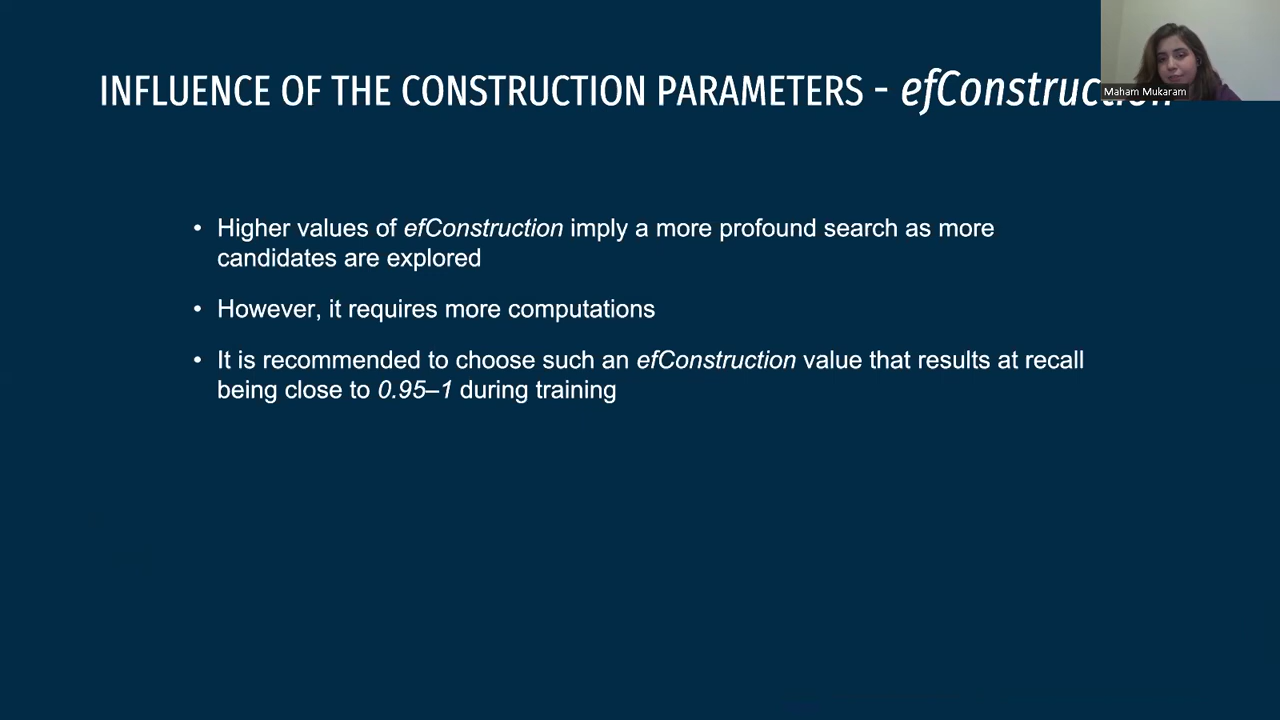 INFLUENCE OF THE CONSTRUCTION PARAMETERS - efConstruction
Maham Mukaram
• Higher values of efConstruction imply a more profound search as more
candidates are explored
• However, it requires more computations
• It is recommended to choose such an efConstruction value that results at recall
being close to 0.95–1 during training